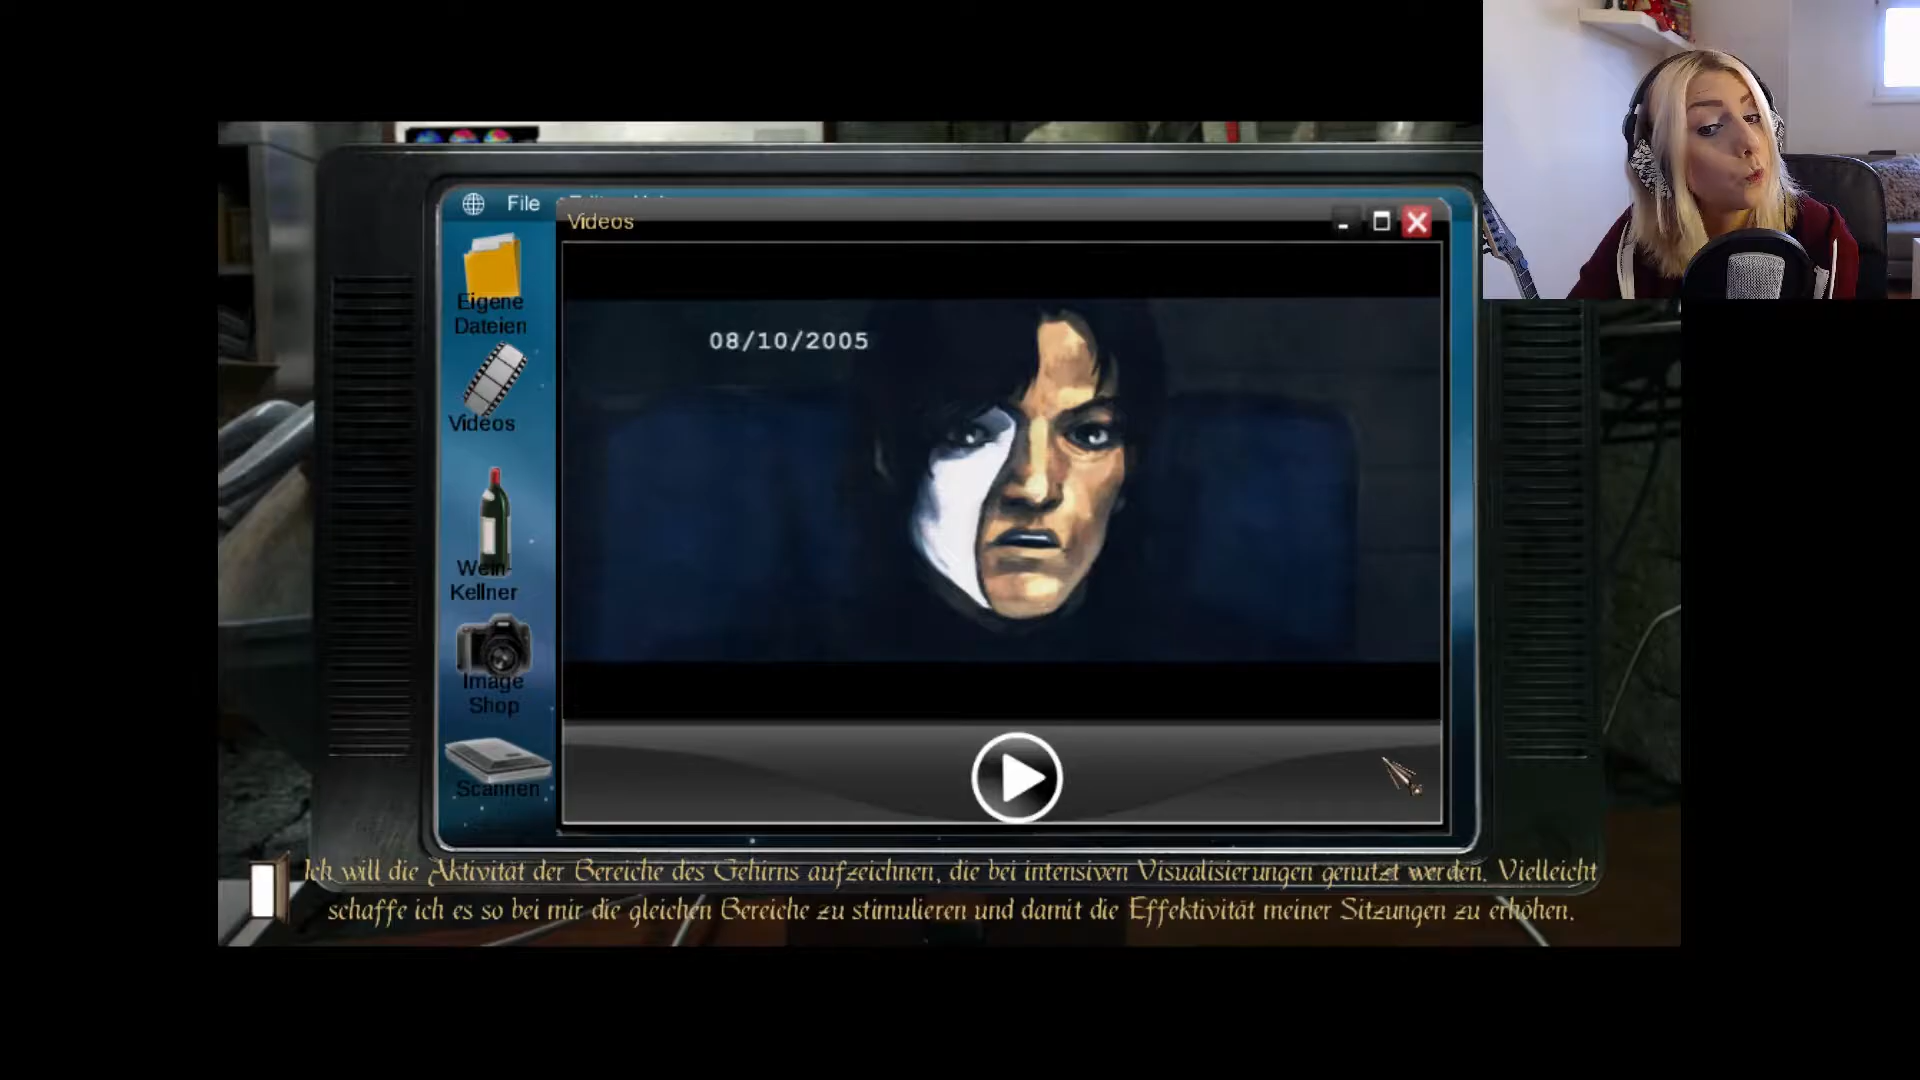 File
Videos
Eigene
Dateien
08/10/2005
Videos
Wein-
Kellner
Image
Shop
Scannen
Ich will die Aktivität der Bereiche des Gehirns aufzeichnen, die bei intensiven Visualisierungen genutzt werden. Vielleicht
schaffe ich es so bei mir die gleichen Bereiche zu stimulieren und damit die Effektivität meiner Sitzungen zu erhöhen.